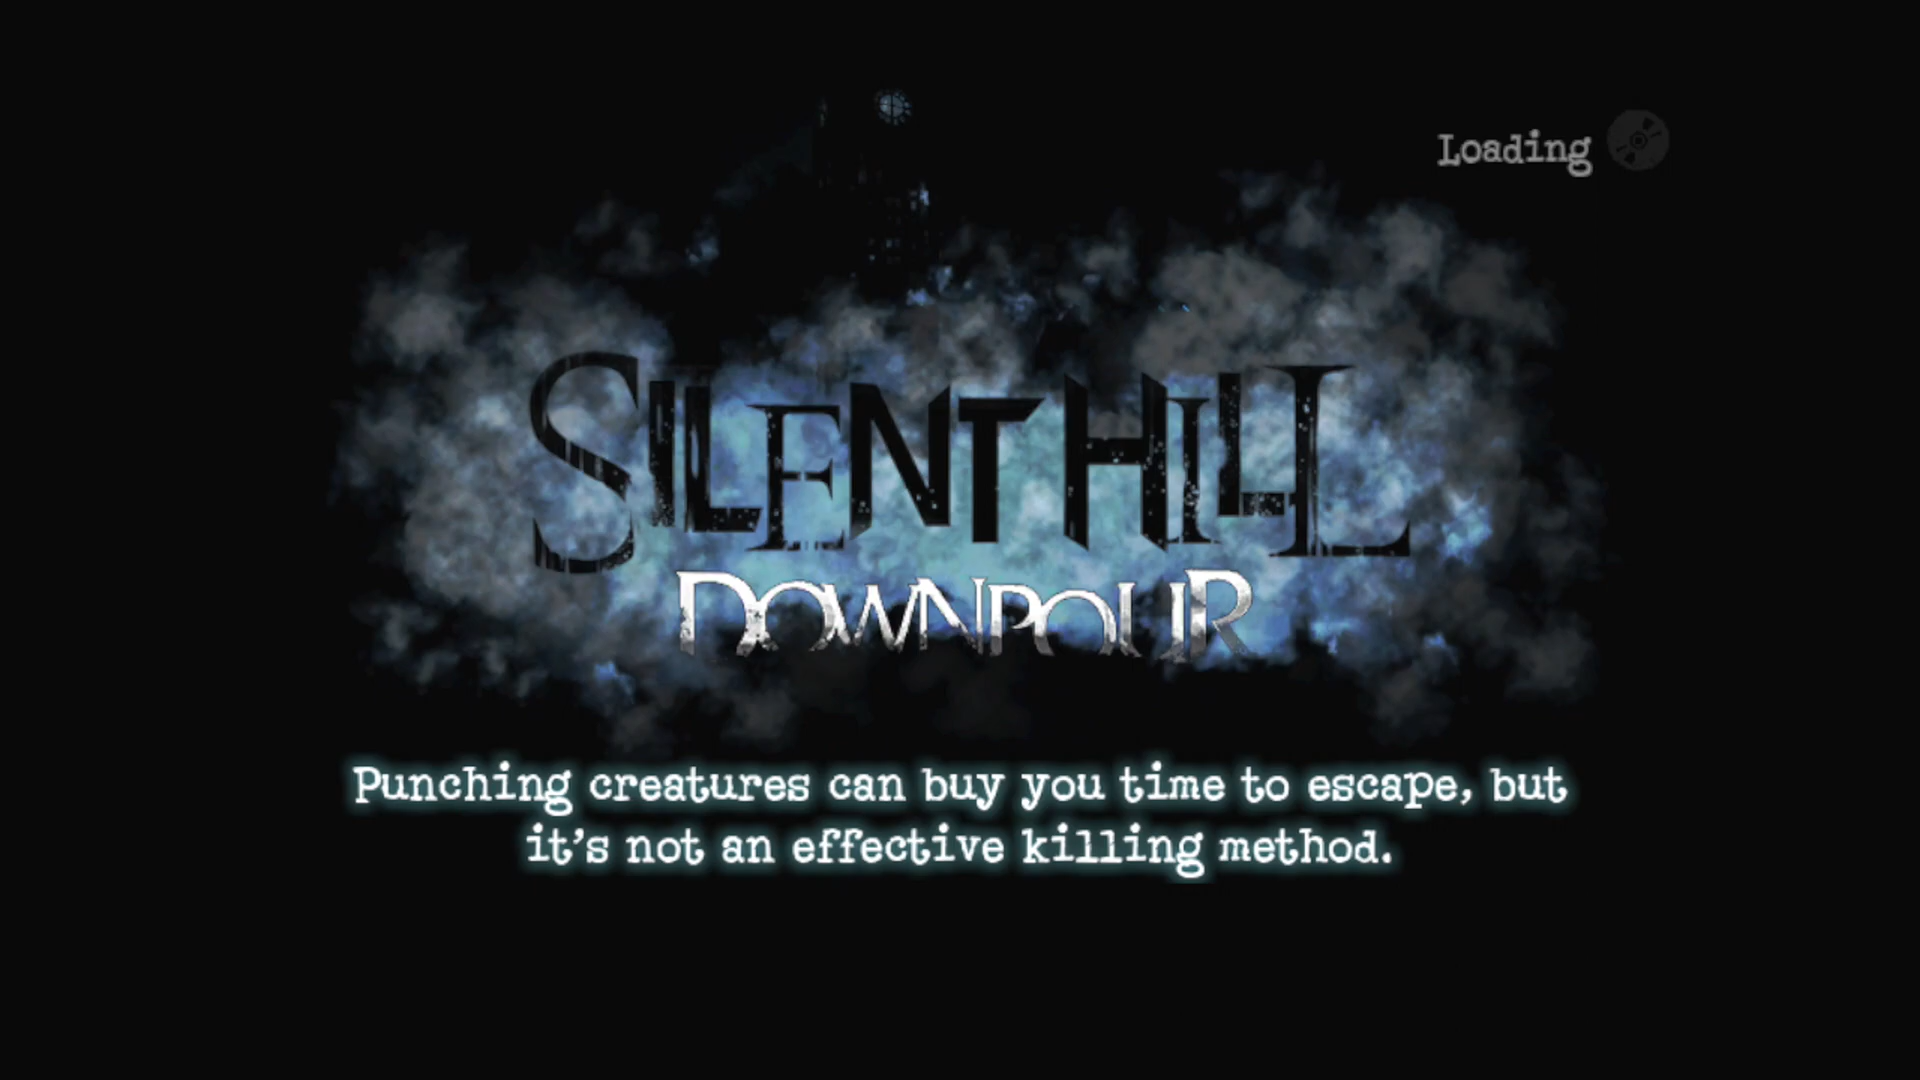 Loading
SILENT HILL
DOWNPOUR
Punching creatures can buy you time to escape, but
it's not an effective killing method.